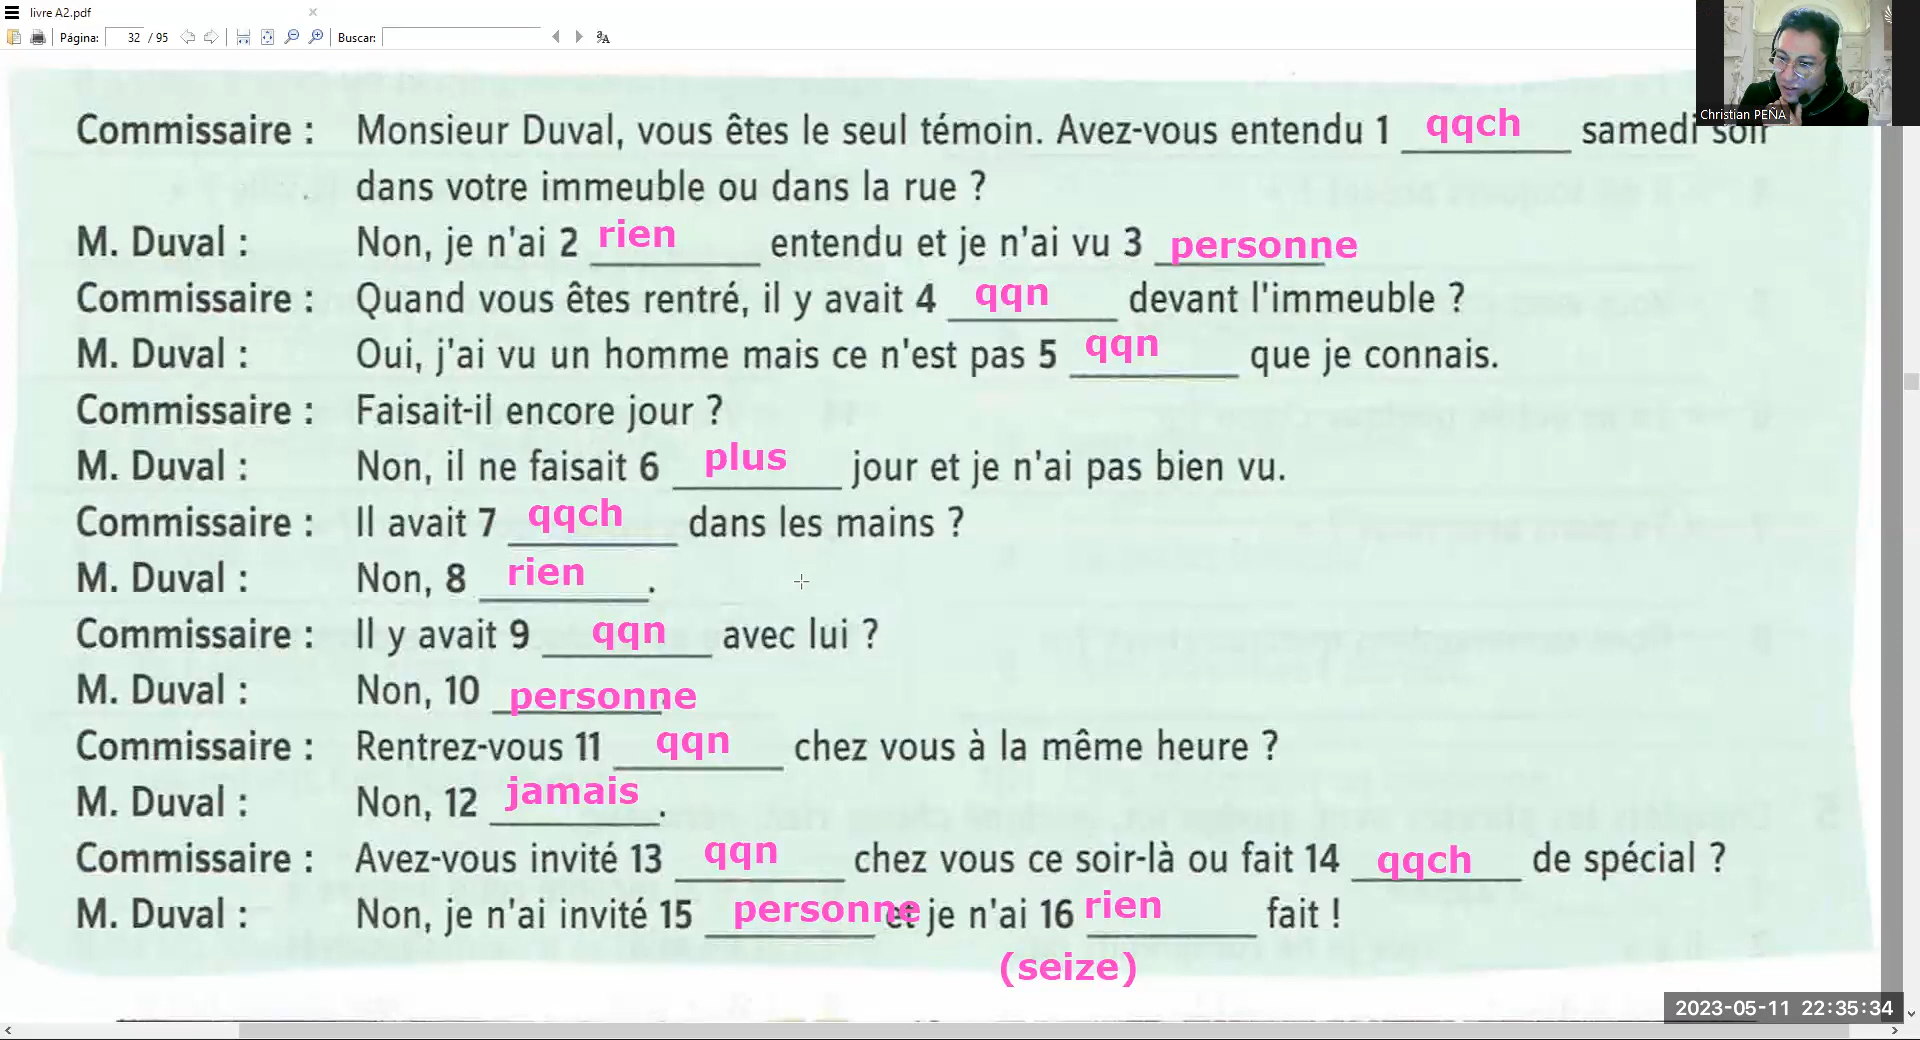 livre A2.pdf
Página: 32 / 95 Buscar:
Christian PEÑA
Commissaire : Monsieur Duval, vous êtes le seul témoin. Avez-vous entendu 1 qqch samedi soir
dans votre immeuble ou dans la rue ?
M. Duval : Non, je n'ai 2 rien entendu et je n'ai vu 3 personne
Commissaire : Quand vous êtes rentré, il y avait 4 qqn devant l'immeuble ?
M. Duval : Oui, j'ai vu un homme mais ce n'est pas 5 qqn que je connais.
Commissaire : Faisait-il encore jour ?
M. Duval : Non, il ne faisait 6 plus jour et je n'ai pas bien vu.
Commissaire : Il avait 7 qqch dans les mains ?
M. Duval : Non, 8 rien .
Commissaire : Il y avait 9 qqn avec lui ?
M. Duval : Non, 10 personne
Commissaire : Rentrez-vous 11 qqn chez vous à la même heure ?
M. Duval : Non, 12 jamais .
Commissaire : Avez-vous invité 13 qqn chez vous ce soir-là ou fait 14 qqch de spécial ?
M. Duval : Non, je n'ai invité 15 personne et je n'ai 16 rien fait !
(seize)
2023-05-11 22:35:34